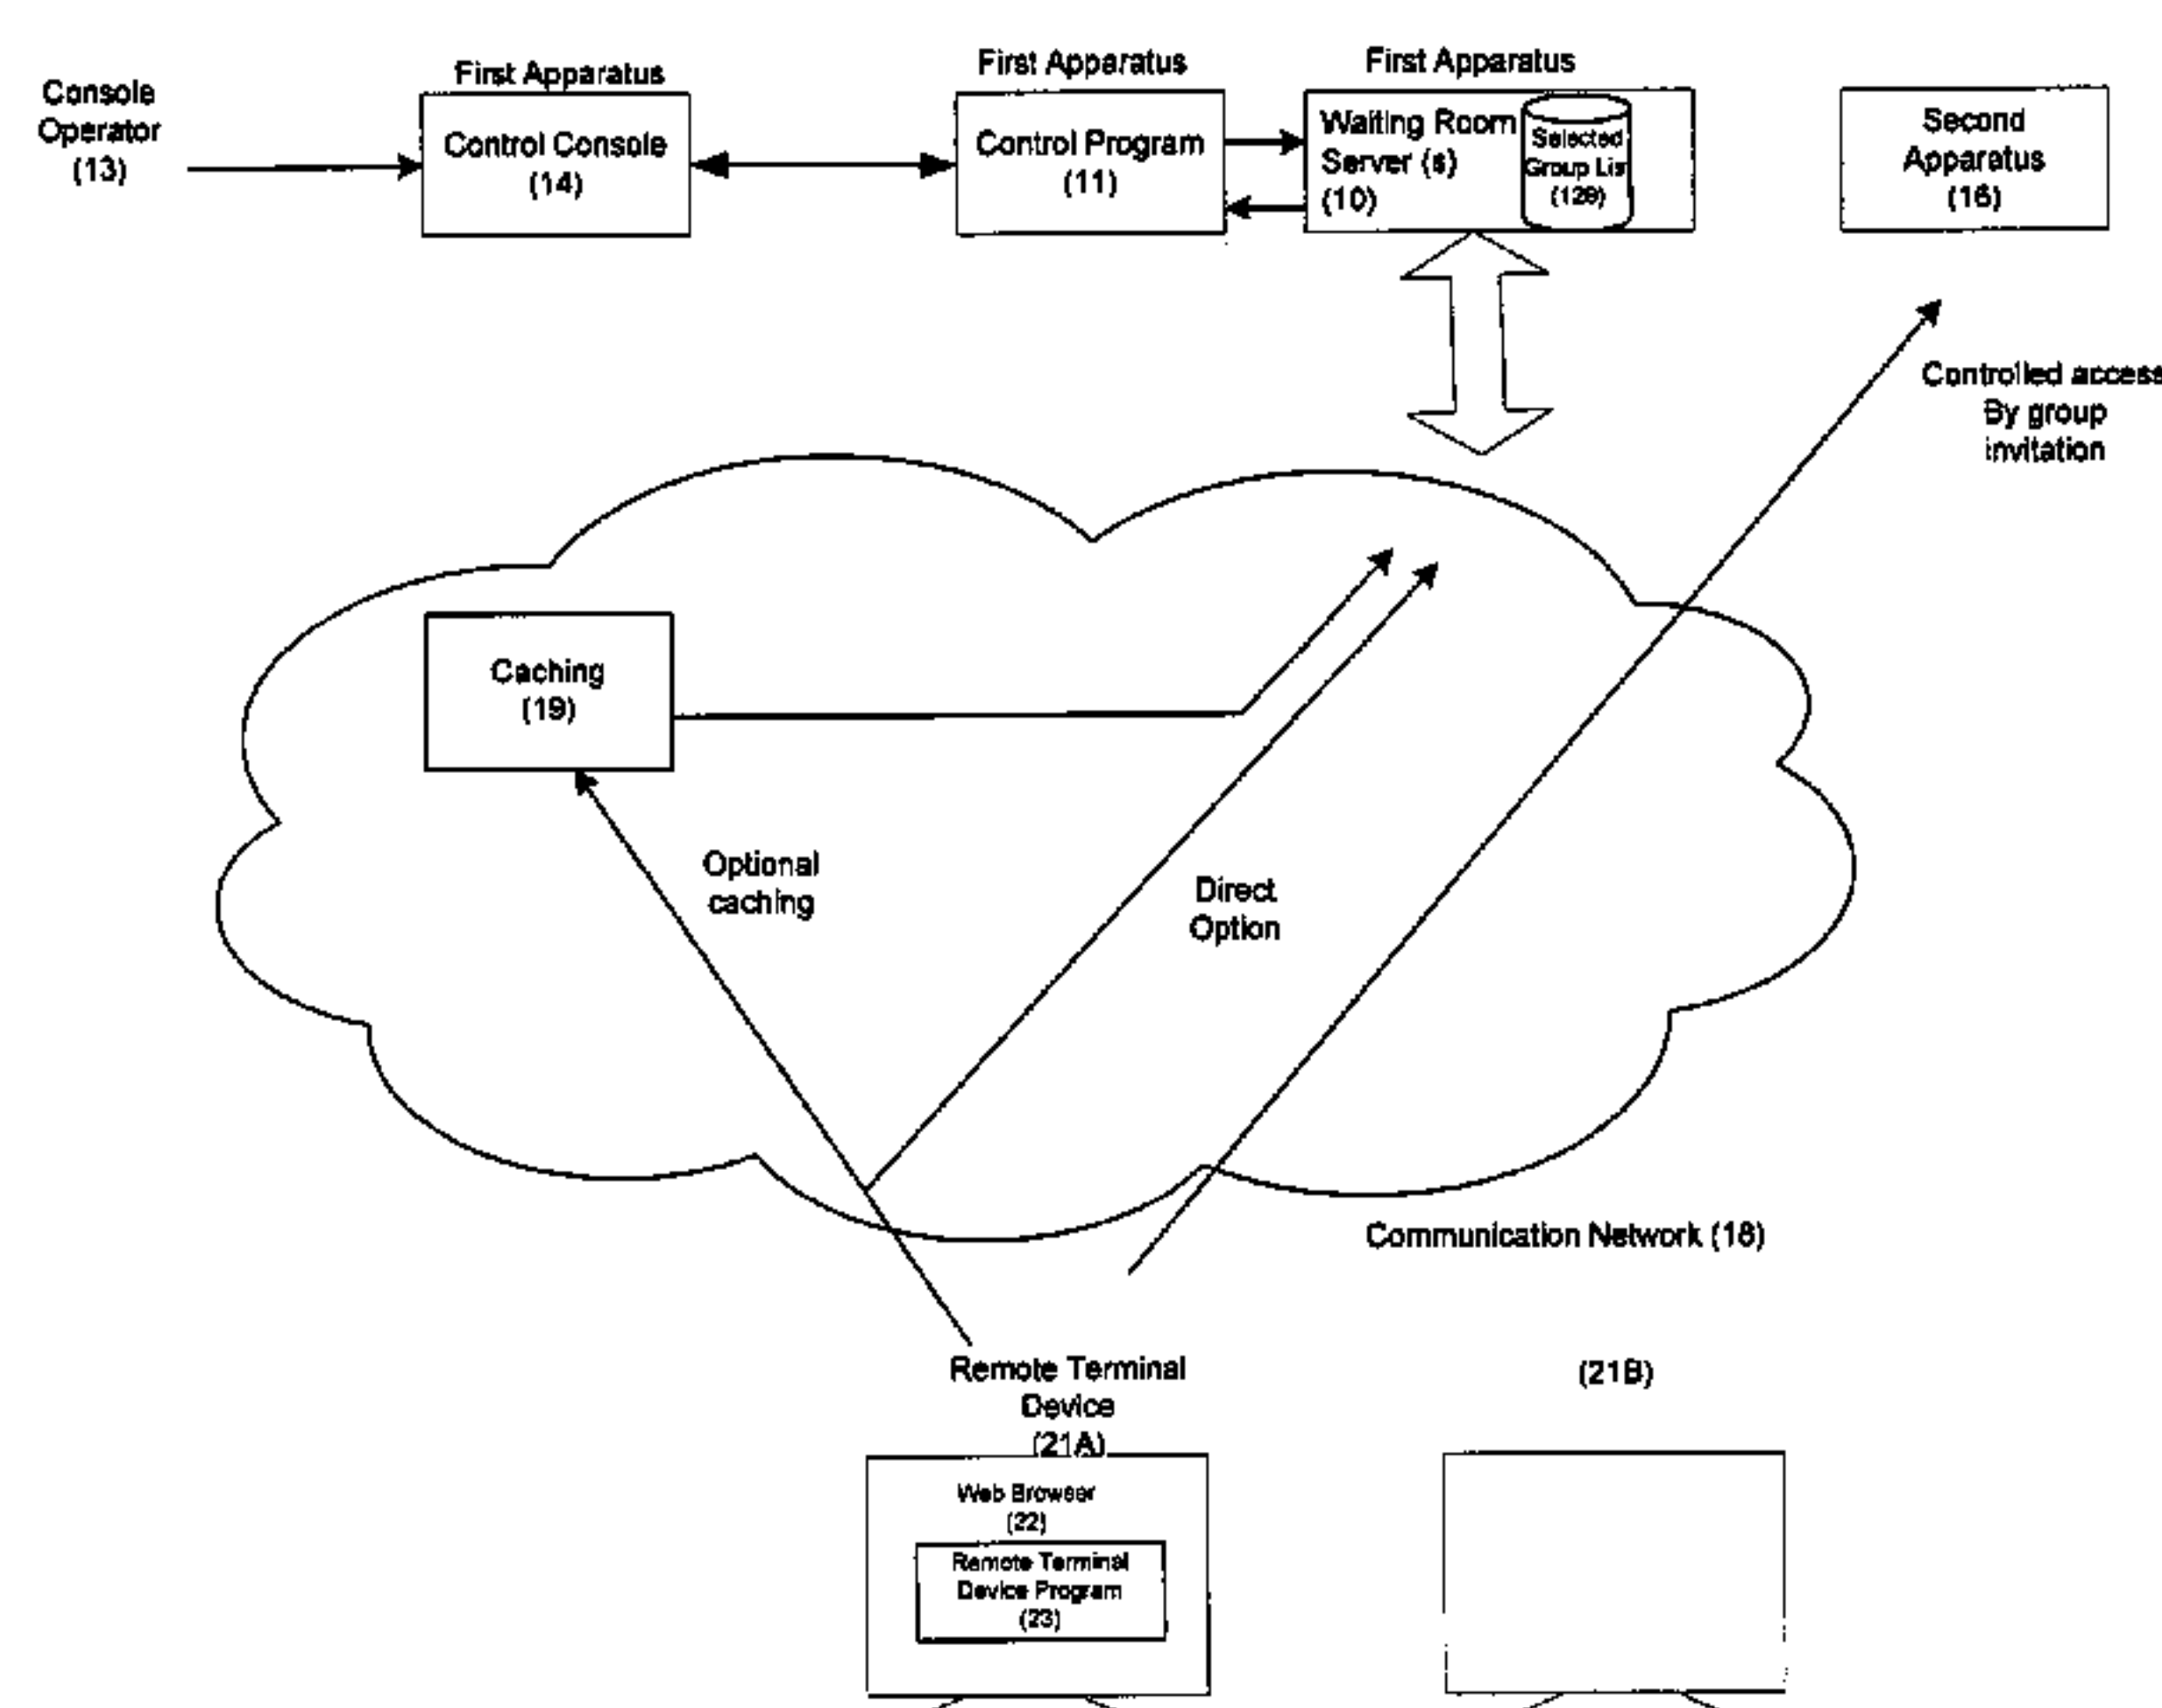 Console
Operator
(13)
First Apparatus
Control Console
(14)
First Apparatus
Control Program
(11)
First Apparatus
Waiting Room
Server (s)
(10)
Selected
Group Lis
(129)
Second
Apparatus
(16)
Controlled access
By group
invitation
Caching
(19)
Optional
caching
Direct
Option
Communication Network (18)
Remote Terminal
Device
(21A)
(21B)
Web Browser
(22)
Remote Terminal
Device Program
(23)